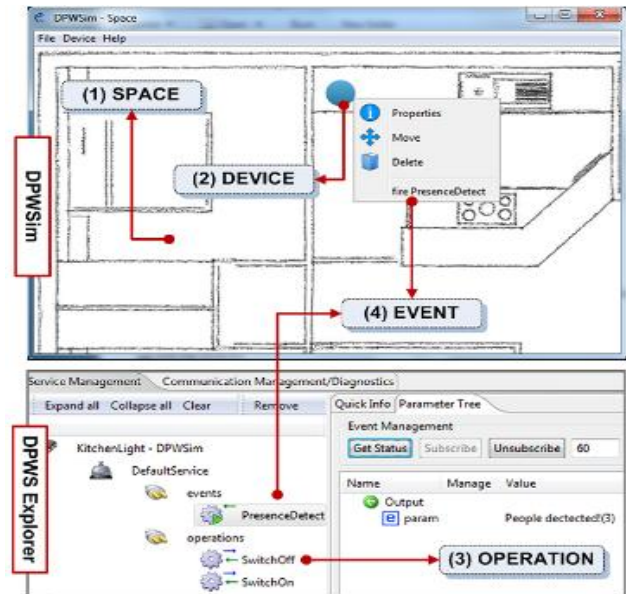 DPWSim - Space
File Device Help
(1) SPACE
Properties
Move
(2) DEVICE
Delete
fire PresenceDetect
DPWSim
(4) EVENT
Service Management Communication Management/Diagnostics
Expand all Collapse all Clear Remove
Quick Info Parameter Tree
Event Management
KitchenLight - DPWSim
Get Status Subscribe Unsubscribe 60
DefaultService
events
Name Manage Value
PresenceDetect
Output
param People dectected!(3)
operations
SwitchOff
(3) OPERATION
SwitchOn
DPWS Explorer